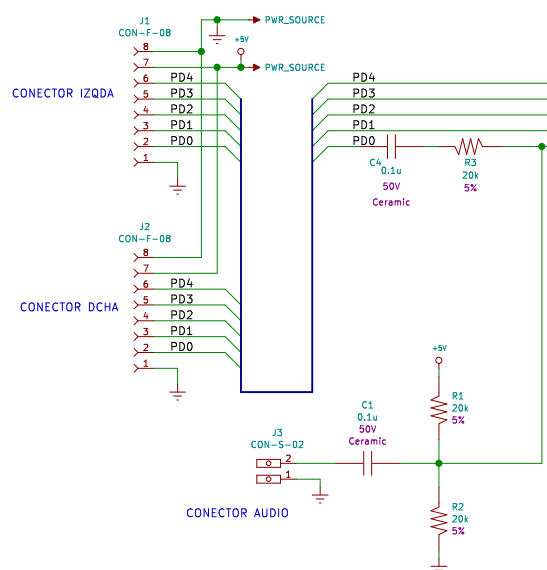 J1
CON-F-08
8
7
6
5
4
3
2
1
PD4
PD3
PD2
PD1
PD0
CONECTOR IZQDA
PWR_SOURCE
+5V
PWR_SOURCE
PD4
PD3
PD2
PD1
PD0
C4
0.1u
50V
Ceramic
R3
20k
5%
J2
CON-F-08
8
7
6
5
4
3
2
1
PD4
PD3
PD2
PD1
PD0
CONECTOR DCHA
+5V
R1
20k
5%
C1
0.1u
50V
Ceramic
J3
CON-S-02
2
1
CONECTOR AUDIO
R2
20k
5%